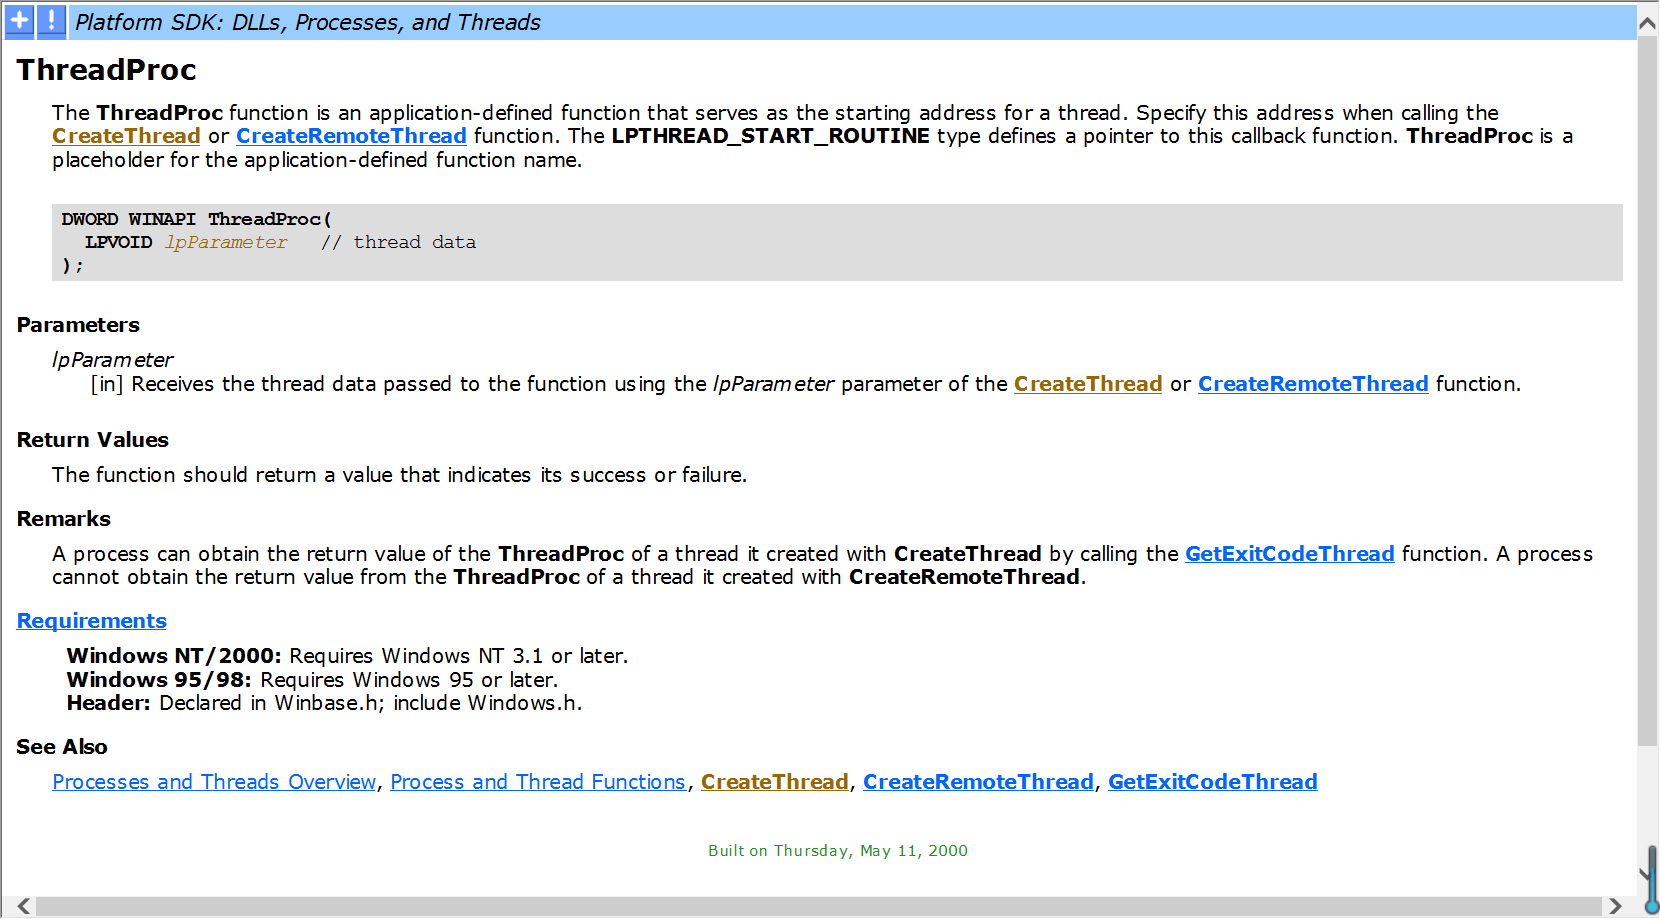 Platform SDK: DLLs, Processes, and Threads
ThreadProc
The ThreadProc function is an application-defined function that serves as the starting address for a thread. Specify this address when calling the
CreateThread or CreateRemoteThread function. The LPTHREAD_START_ROUTINE type defines a pointer to this callback function. ThreadProc is a
placeholder for the application-defined function name.
DWORD WINAPI ThreadProc(
  LPVOID lpParameter   // thread data
);
Parameters
lpParameter
[in] Receives the thread data passed to the function using the lpParameter parameter of the CreateThread or CreateRemoteThread function.
Return Values
The function should return a value that indicates its success or failure.
Remarks
A process can obtain the return value of the ThreadProc of a thread it created with CreateThread by calling the GetExitCodeThread function. A process
cannot obtain the return value from the ThreadProc of a thread it created with CreateRemoteThread.
Requirements
Windows NT/2000: Requires Windows NT 3.1 or later.
Windows 95/98: Requires Windows 95 or later.
Header: Declared in Winbase.h; include Windows.h.
See Also
Processes and Threads Overview, Process and Thread Functions, CreateThread, CreateRemoteThread, GetExitCodeThread
Built on Thursday, May 11, 2000